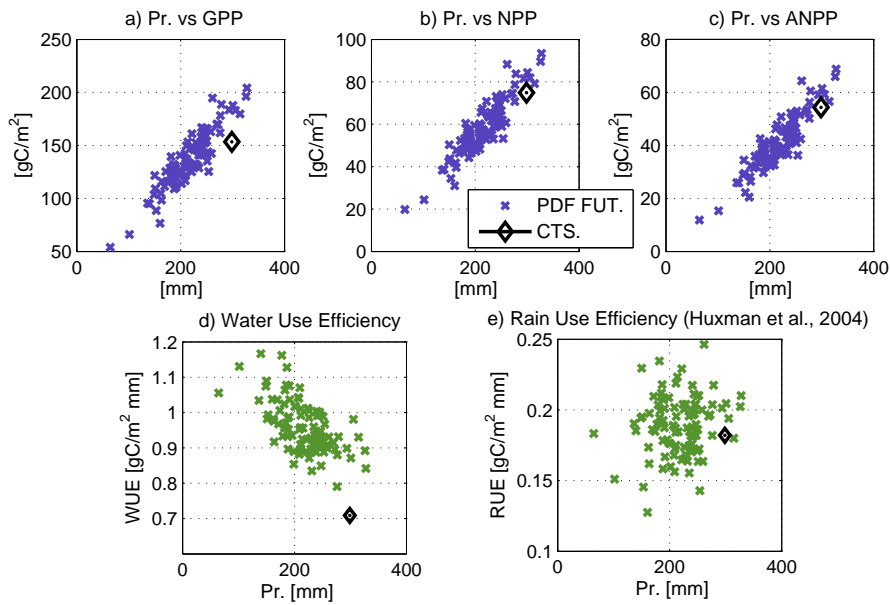 a) Pr. vs GPP
b) Pr. vs NPP
c) Pr. vs ANPP
250
200
150
100
50
[gC/m²]
0
200
400
[mm]
100
80
60
40
20
0
[gC/m²]
0
200
400
[mm]
80
60
40
20
0
[gC/m²]
0
200
400
[mm]
PDF FUT.
CTS.
d) Water Use Efficiency
1.2
1.1
1
0.9
0.8
0.7
WUE [gC/m² mm]
0
200
400
Pr. [mm]
e) Rain Use Efficiency (Huxman et al., 2004)
0.25
0.2
0.15
0.1
RUE [gC/m² mm]
0
200
400
Pr. [mm]